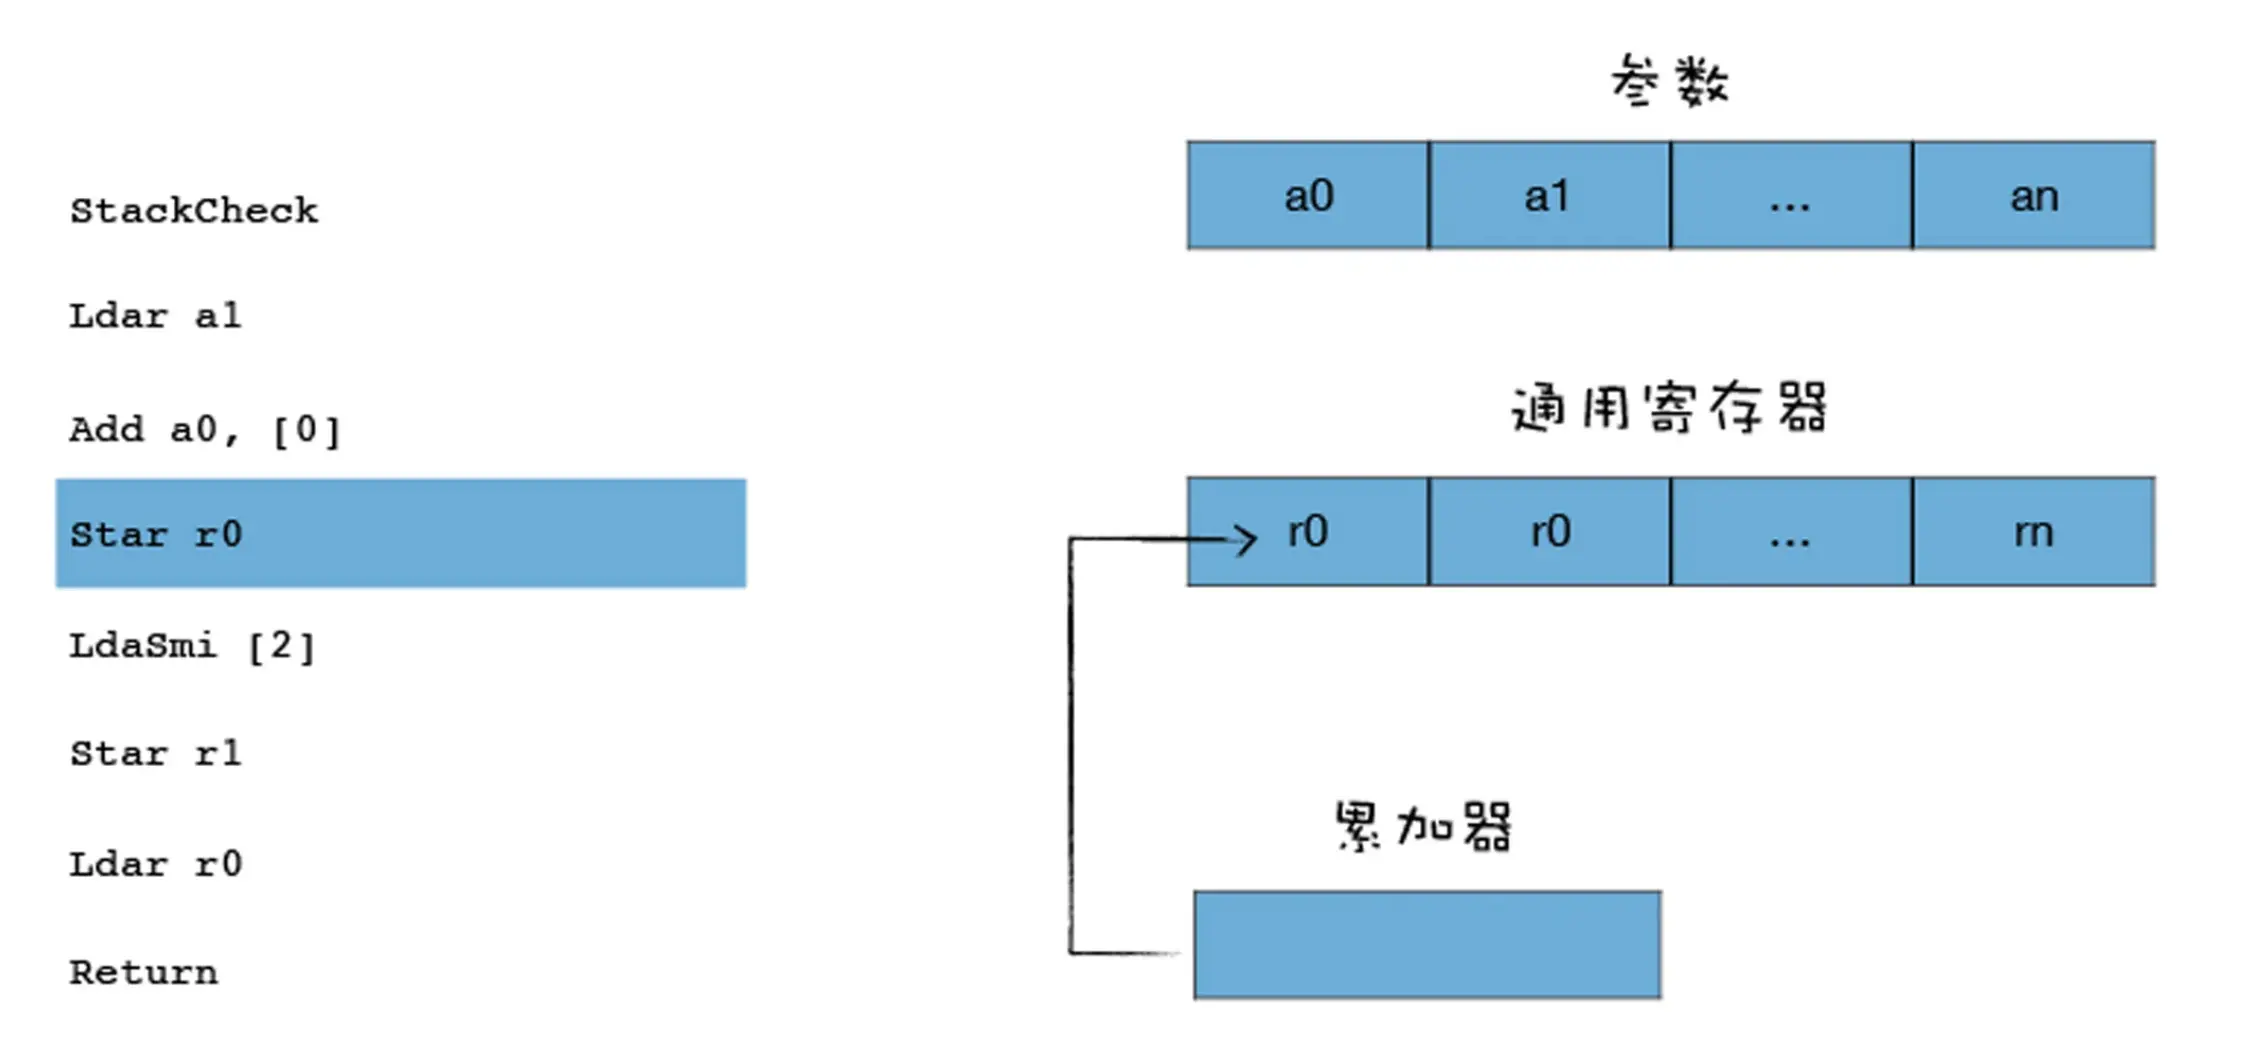 StackCheck
Ldar a1
Add a0, [0]
Star r0
LdaSmi [2]
Star r1
Ldar r0
Return
参数
a0 a1 ... an
通用寄存器
r0 r0 ... rn
累加器